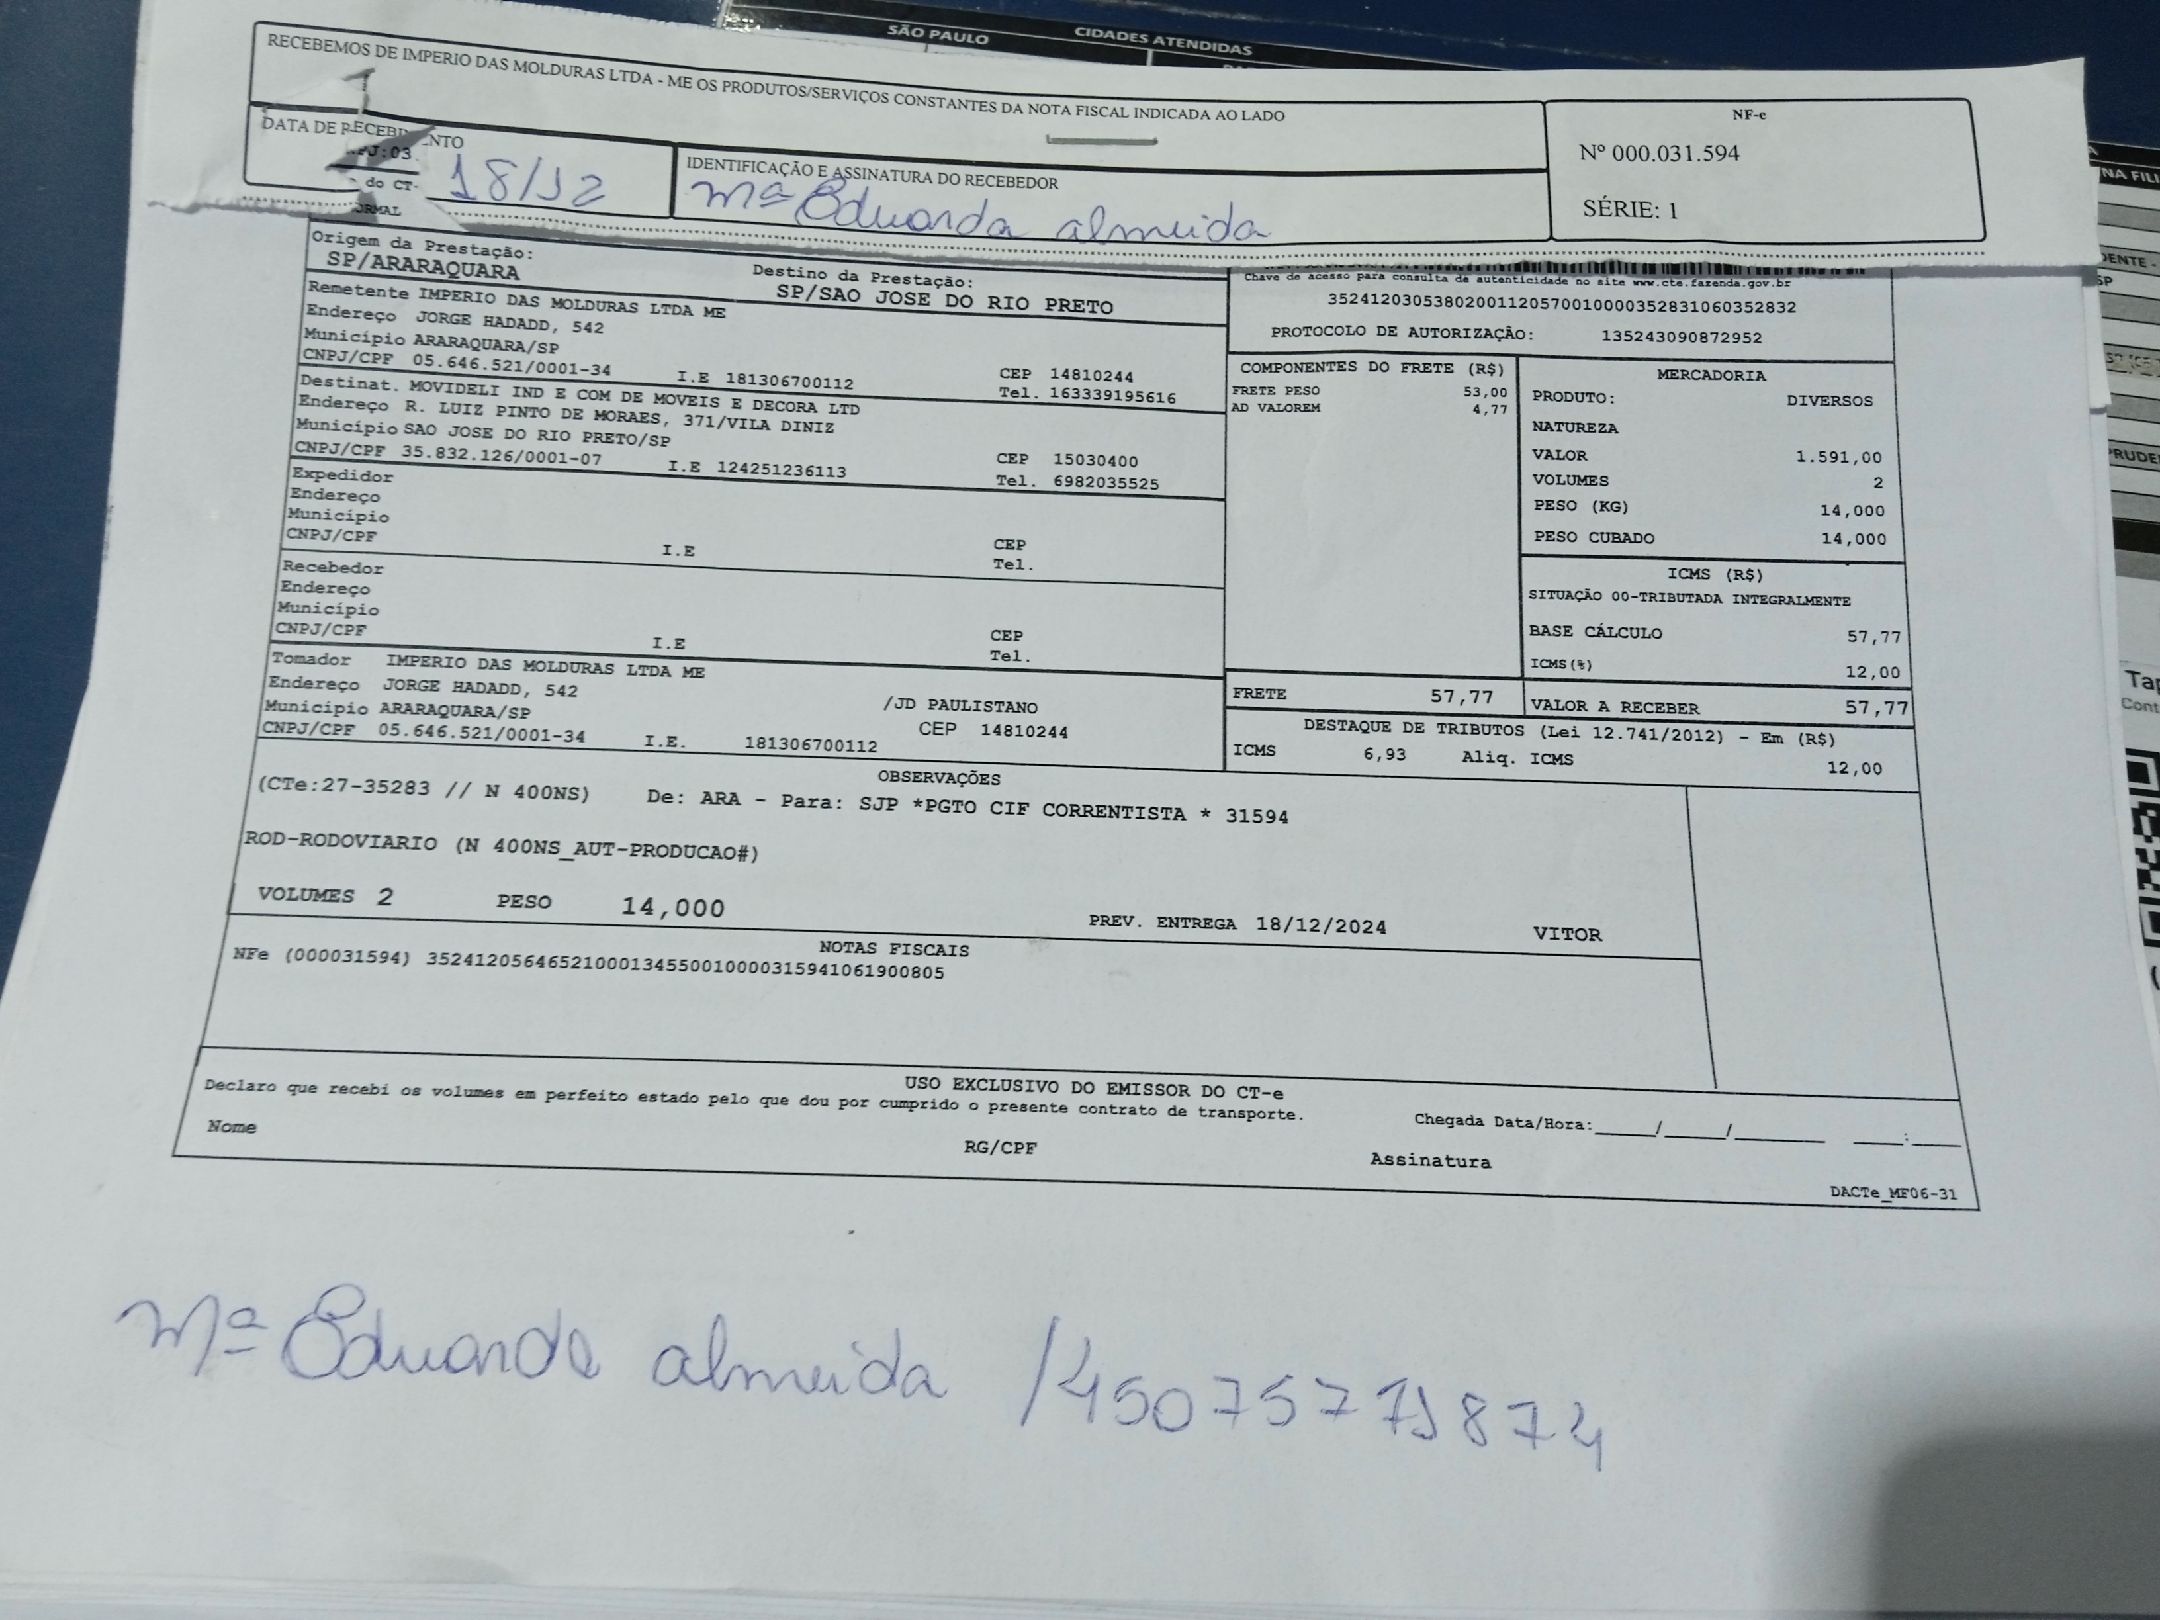 SÃO PAULO CIDADES ATENDIDAS
RECEBEMOS DE IMPERIO DAS MOLDURAS LTDA - ME OS PRODUTOS/SERVIÇOS CONSTANTES DA NOTA FISCAL INDICADA AO LADO
NF-e
Nº 000.031.594
SÉRIE: 1
DATA DE RECEBIMENTO
18/12
IDENTIFICAÇÃO E ASSINATURA DO RECEBEDOR
Mª Eduarda almeida
do CT-
Origem da Prestação:
SP/ARARAQUARA
Destino da Prestação:
SP/SAO JOSE DO RIO PRETO
Remetente IMPERIO DAS MOLDURAS LTDA ME
Endereço JORGE HADADD, 542
Município ARARAQUARA/SP
CEP 14810244
CNPJ/CPF 05.646.521/0001-34 I.E 181306700112 Tel. 163339195616
Destinat. MOVIDELI IND E COM DE MOVEIS E DECORA LTD
Endereço R. LUIZ PINTO DE MORAES, 371/VILA DINIZ
Município SAO JOSE DO RIO PRETO/SP
CEP 15030400
CNPJ/CPF 35.832.126/0001-07 I.E 124251236113 Tel. 6982035525
Expedidor
Endereço
Município
CEP
CNPJ/CPF I.E Tel.
Recebedor
Endereço
Município
CEP
CNPJ/CPF I.E Tel.
Tomador IMPERIO DAS MOLDURAS LTDA ME
Endereço JORGE HADADD, 542 /JD PAULISTANO
Município ARARAQUARA/SP CEP 14810244
CNPJ/CPF 05.646.521/0001-34 I.E. 181306700112
Chave de acesso para consulta de autenticidade no site www.cte.fazenda.gov.br
35241203053802001120570010000352831060352832
PROTOCOLO DE AUTORIZAÇÃO: 135243090872952
COMPONENTES DO FRETE (R$)
FRETE PESO 53,00
AD VALOREM 4,77
MERCADORIA
PRODUTO: DIVERSOS
NATUREZA
VALOR 1.591,00
VOLUMES 2
PESO (KG) 14,000
PESO CUBADO 14,000
ICMS (R$)
SITUAÇÃO 00-TRIBUTADA INTEGRALMENTE
BASE CÁLCULO 57,77
ICMS(%) 12,00
FRETE 57,77
VALOR A RECEBER 57,77
DESTAQUE DE TRIBUTOS (Lei 12.741/2012) - Em (R$)
ICMS 6,93 Aliq. ICMS 12,00
OBSERVAÇÕES
(CTe:27-35283 // N 400NS) De: ARA - Para: SJP *PGTO CIF CORRENTISTA * 31594
ROD-RODOVIARIO (N 400NS_AUT-PRODUCAO#)
VOLUMES 2 PESO 14,000 PREV. ENTREGA 18/12/2024 VITOR
NOTAS FISCAIS
NFe (000031594) 35241205646521000134550010000315941061900805
USO EXCLUSIVO DO EMISSOR DO CT-e
Declaro que recebi os volumes em perfeito estado pelo que dou por cumprido o presente contrato de transporte.
Chegada Data/Hora:_____/_____/_______ ____:____
Nome RG/CPF Assinatura
DACTe_MF06-31
Mª Eduarda almeida /45075771874